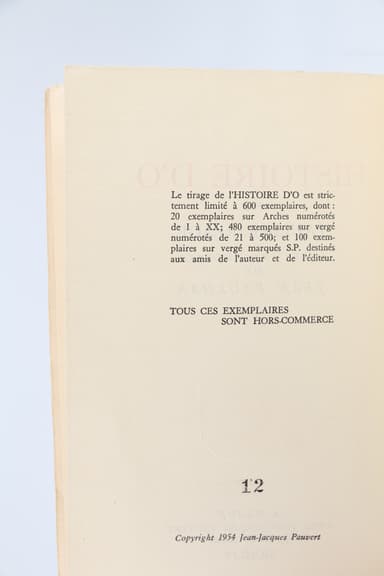 Le tirage de l'HISTOIRE D'O est stric-
tement limité à 600 exemplaires, dont :
20 exemplaires sur Arches numérotés
de I à XX; 480 exemplaires sur vergé
numérotés de 21 à 500; et 100 exem-
plaires sur vergé marqués S.P. destinés
aux amis de l'auteur et de l'éditeur.
TOUS CES EXEMPLAIRES
SONT HORS-COMMERCE
12
Copyright 1954 Jean-Jacques Pauvert